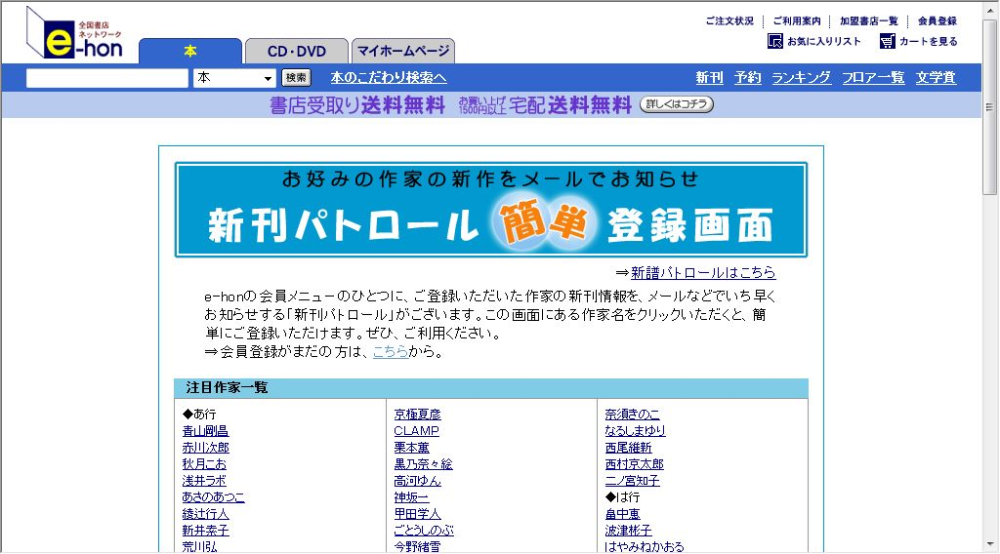 全国書店
ネットワーク
e-hon
ご注文状況 ご利用案内 加盟書店一覧 会員登録
お気に入りリスト カートを見る
本 CD・DVD マイホームページ
本 検索 本のこだわり検索へ 新刊 予約 ランキング フロア一覧 文学賞
書店受取り送料無料 お買い上げ1500円以上宅配送料無料 詳しくはコチラ
お好みの作家の新作をメールでお知らせ
新刊パトロール簡単登録画面
⇒新譜パトロールはこちら
e-honの会員メニューのひとつに、ご登録いただいた作家の新刊情報を、メールなどでいち早く
お知らせする「新刊パトロール」がございます。この画面にある作家名をクリックいただくと、簡
単にご登録いただけます。ぜひ、ご利用ください。
⇒会員登録がまだの方は、こちらから。
注目作家一覧
◆あ行
青山剛昌
赤川次郎
秋月こお
浅井ラボ
あさのあつこ
綾辻行人
新井素子
荒川弘
京極夏彦
CLAMP
栗本薫
黒乃奈々絵
高河ゆん
神坂一
甲田学人
ごとうしのぶ
今野緒雪
奈須きのこ
なるしまゆり
西尾維新
西村京太郎
二ノ宮知子
◆は行
畠中恵
波津彬子
はやみねかおる